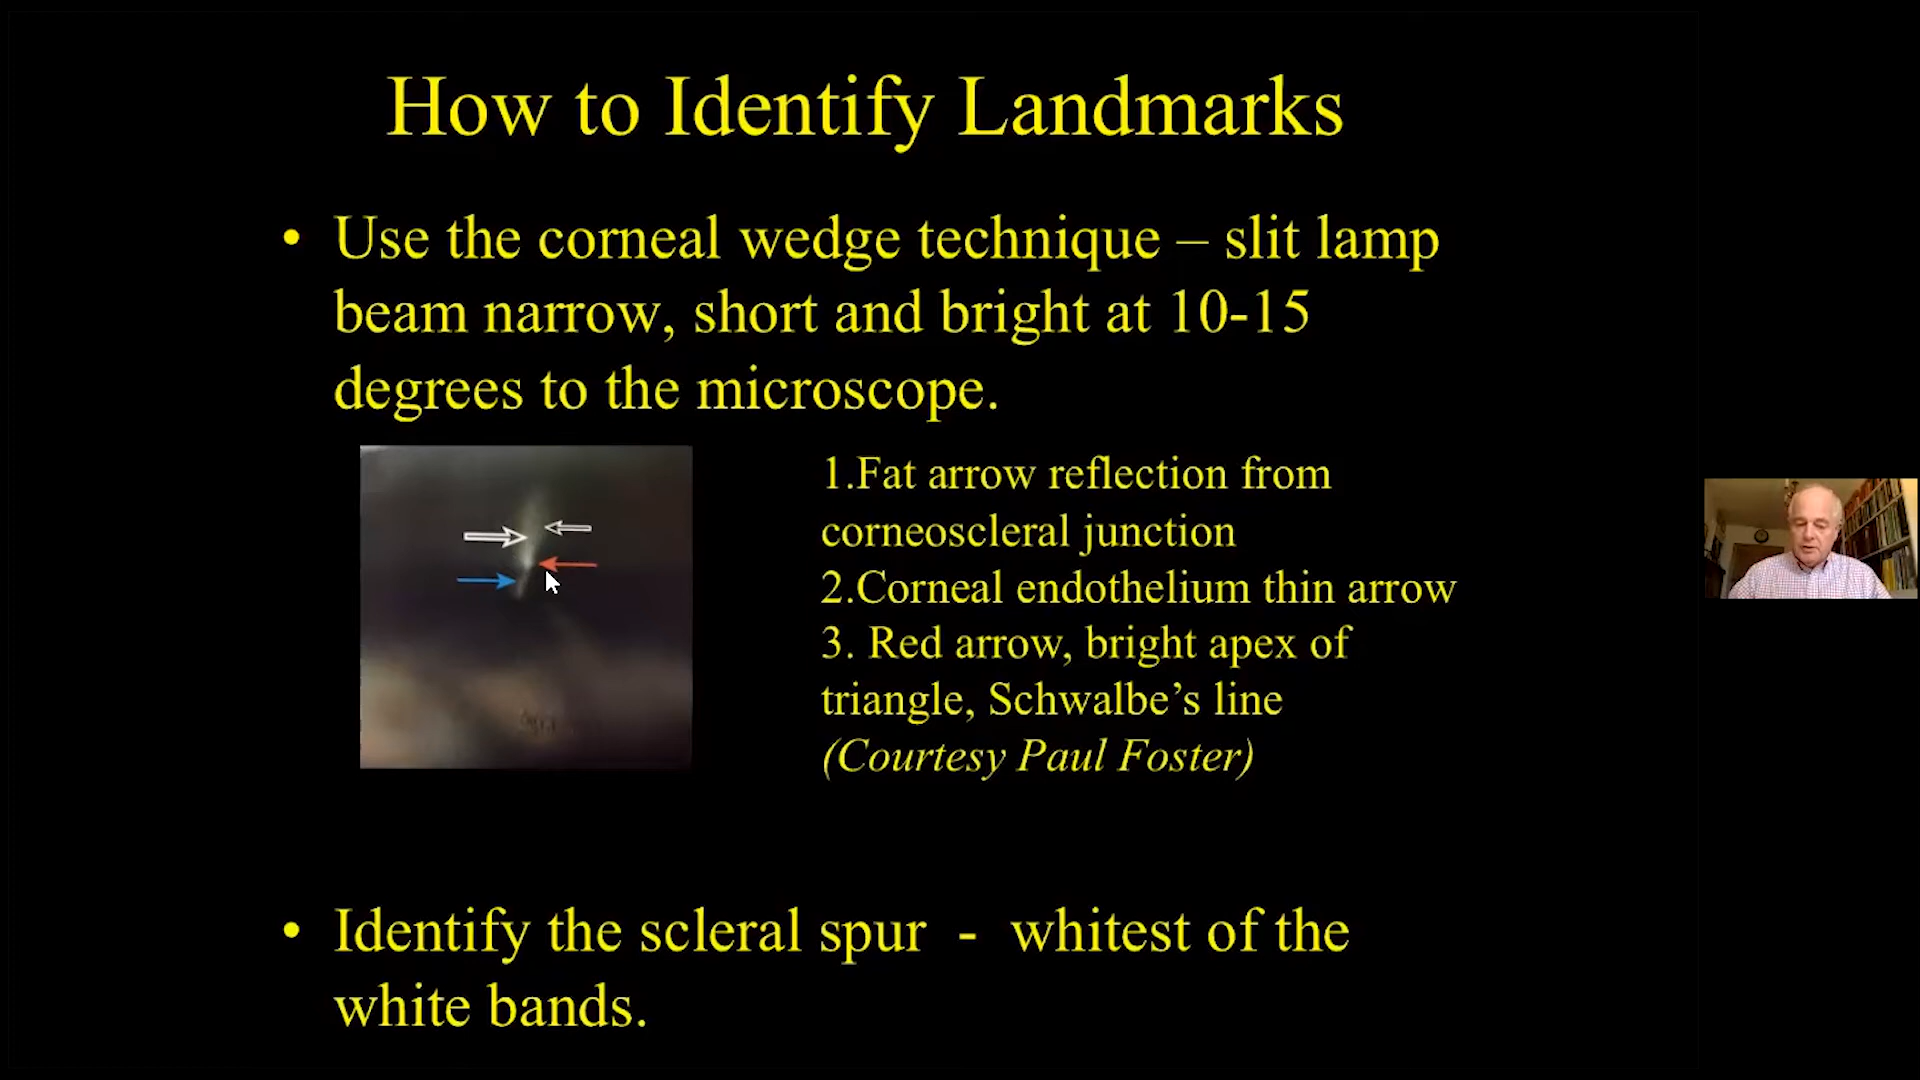 How to Identify Landmarks
• Use the corneal wedge technique – slit lamp
beam narrow, short and bright at 10-15
degrees to the microscope.
1.Fat arrow reflection from
corneoscleral junction
2.Corneal endothelium thin arrow
3. Red arrow, bright apex of
triangle, Schwalbe’s line
(Courtesy Paul Foster)
• Identify the scleral spur - whitest of the
white bands.